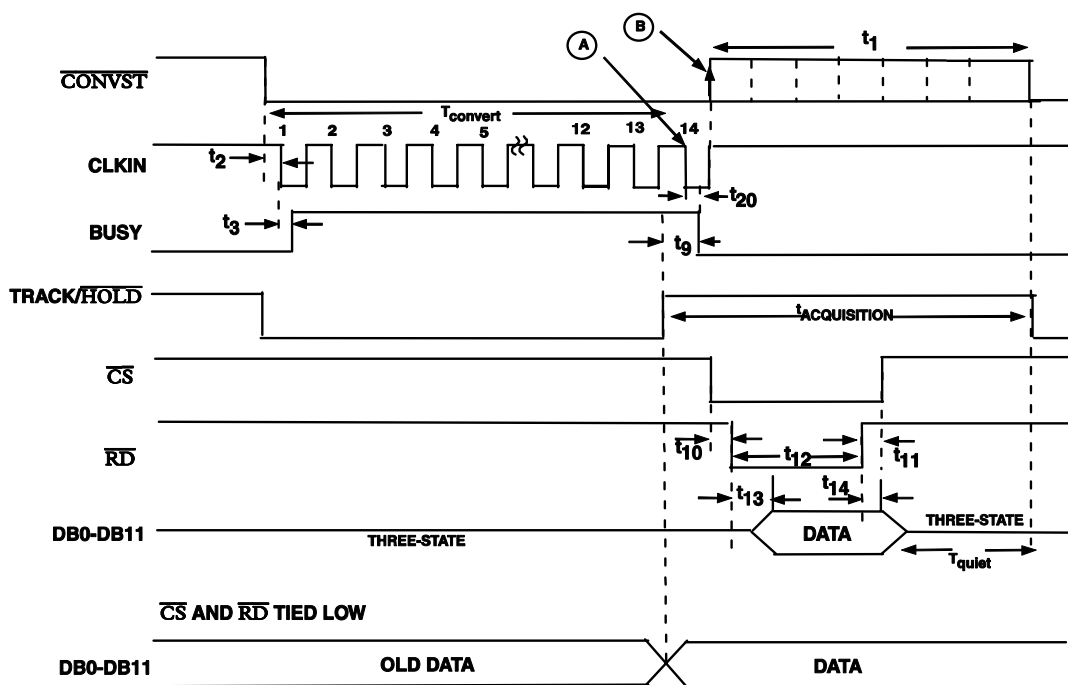 A
B
t1
CONVST
Tconvert
1 2 3 4 5 12 13 14
t2
CLKIN
t20
t3
BUSY
t9
TRACK/HOLD
tACQUISITION
CS
RD
t10
t12
t11
t13
t14
DB0-DB11
THREE-STATE
DATA
THREE-STATE
Tquiet
CS AND RD TIED LOW
DB0-DB11
OLD DATA
DATA